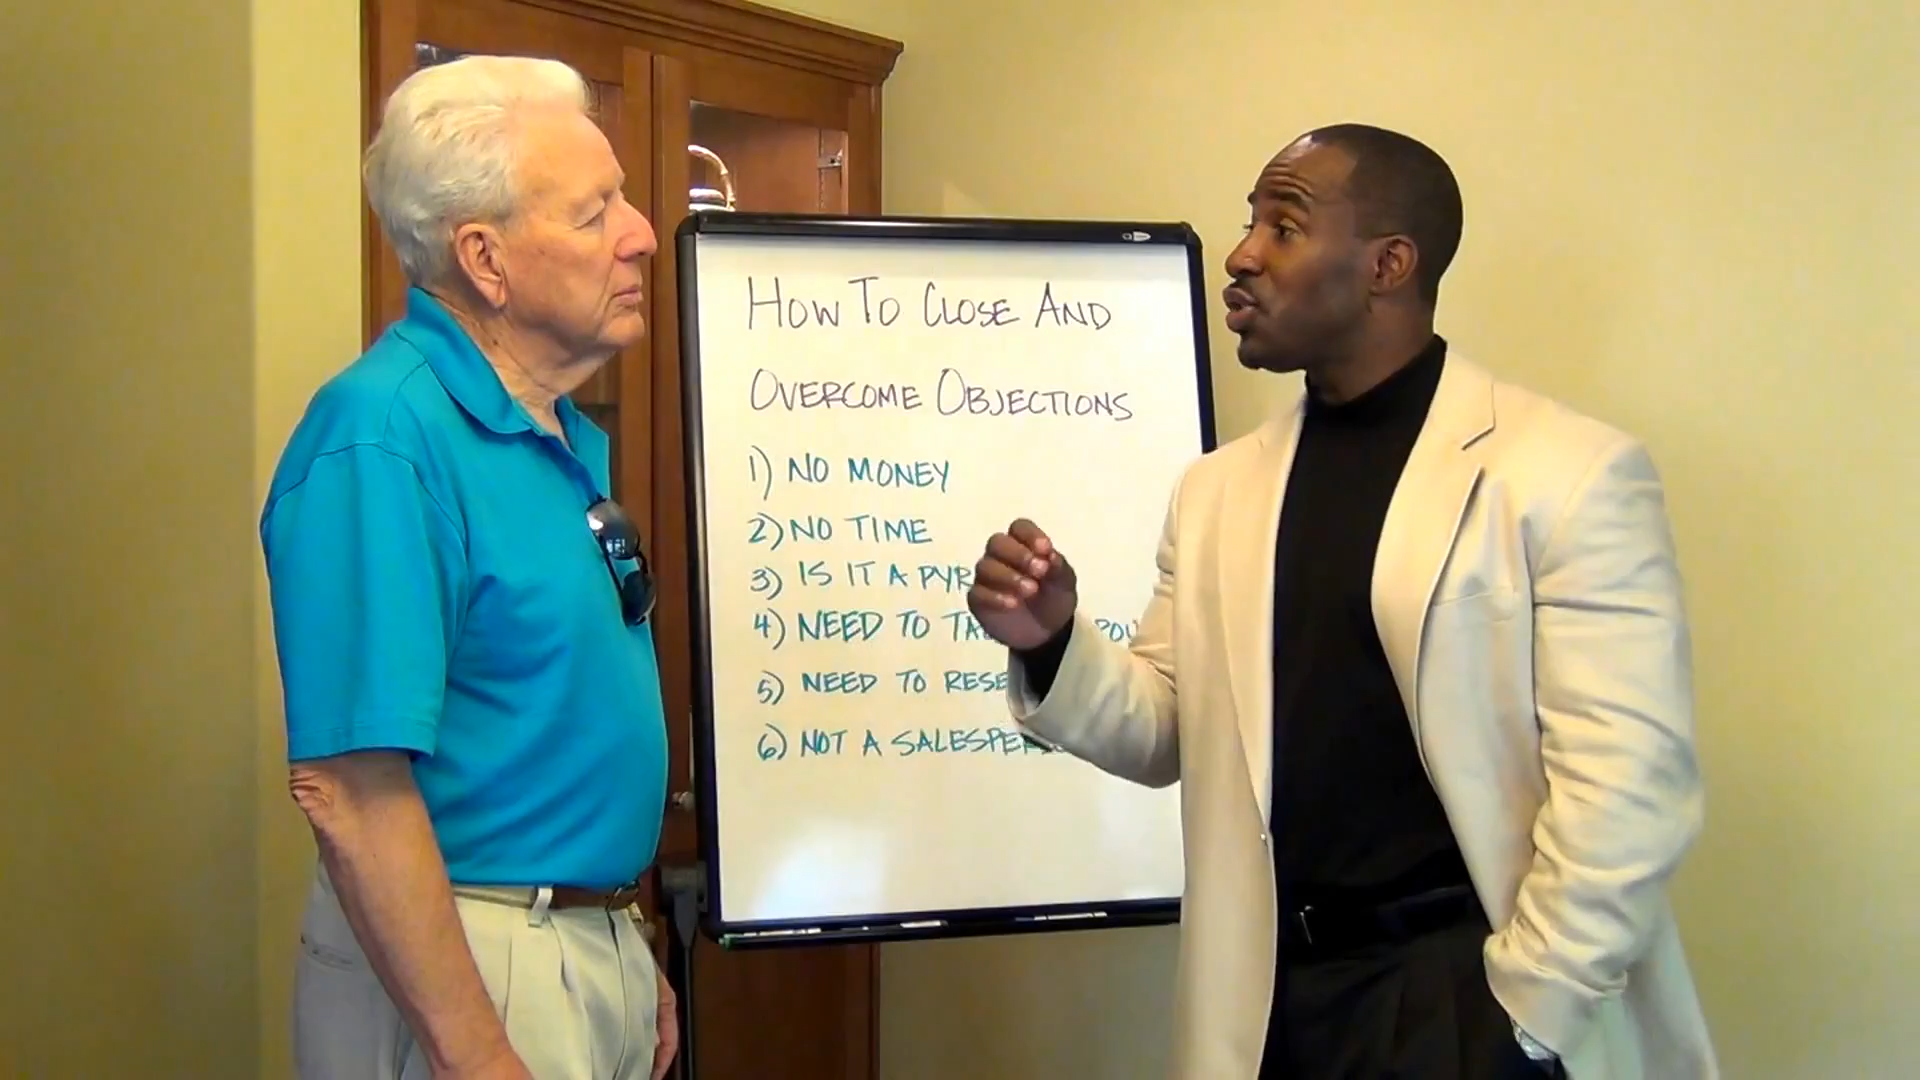 How To Close And
Overcome Objections
1) NO MONEY
2) NO TIME
3) IS IT A
4) NEED TO
5) NEED TO
6) NOT A